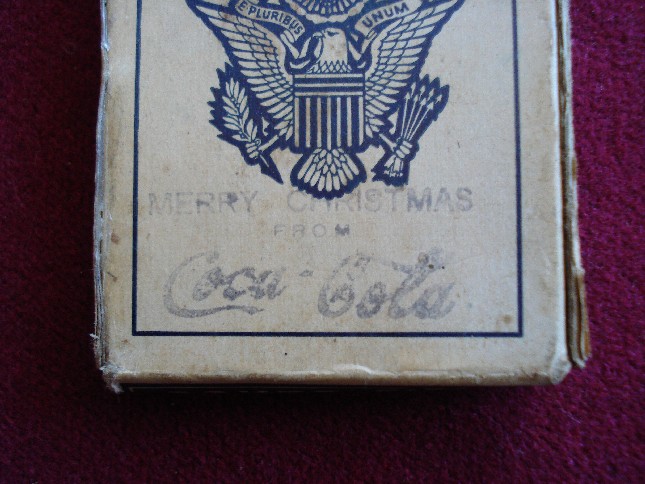 E PLURIBUS UNUM
MERRY CHRISTMAS
FROM
Coca-Cola